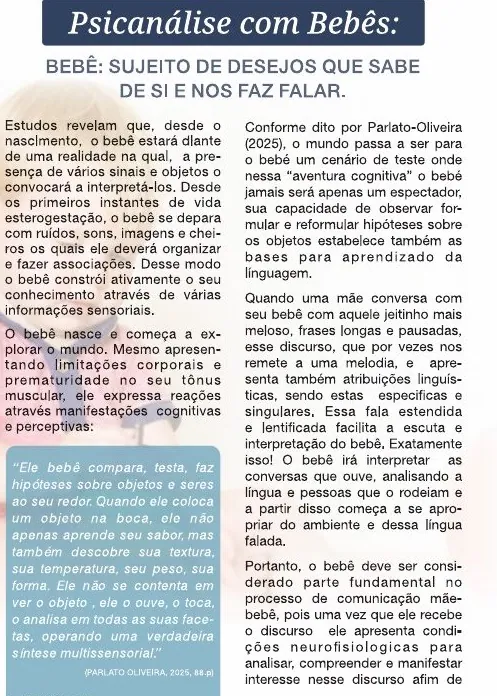 Psicanálise com Bebês:
BEBÊ: SUJEITO DE DESEJOS QUE SABE
DE SI E NOS FAZ FALAR.
Estudos revelam que, desde o
nascimento, o bebê estará diante
de uma realidade na qual, a pre-
sença de vários sinais e objetos o
convocará a interpretá-los. Desde
os primeiros instantes de vida
esterogestação, o bebê se depara
com ruídos, sons, imagens e chei-
ros os quais ele deverá organizar
e fazer associações. Desse modo
o bebê constrói ativamente o seu
conhecimento através de várias
informações sensoriais.
O bebê nasce e começa a ex-
plorar o mundo. Mesmo apresen-
tando limitações corporais e
prematuridade no seu tônus
muscular, ele expressa reações
através manifestações cognitivas
e perceptivas:
"Ele bebê compara, testa, faz
hipóteses sobre objetos e seres
ao seu redor. Quando ele coloca
um objeto na boca, ele não
apenas aprende seu sabor, mas
também descobre sua textura,
sua temperatura, seu peso, sua
forma. Ele não se contenta em
ver o objeto , ele o ouve, o toca,
o analisa em todas as suas face-
tas, operando uma verdadeira
síntese multissensorial."
(PARLATO OLIVEIRA, 2025, 88.p)
Conforme dito por Parlato-Oliveira
(2025), o mundo passa a ser para
o bebé um cenário de teste onde
nessa "aventura cognitiva" o bebé
jamais será apenas um espectador,
sua capacidade de observar for-
mular e reformular hipóteses sobre
os objetos estabelece também as
bases para aprendizado da
línguagem.
Quando uma mãe conversa com
seu bebê com aquele jeitinho mais
meloso, frases longas e pausadas,
esse discurso, que por vezes nos
remete a uma melodia, e apre-
senta também atribuições linguís-
ticas, sendo estas especificas e
singulares. Essa fala estendida
e lentificada facilita a escuta e
interpretação do bebê. Exatamente
isso! O bebê irá interpretar as
conversas que ouve, analisando a
língua e pessoas que o rodeiam e
a partir disso começa a se apro-
priar do ambiente e dessa língua
falada.
Portanto, o bebê deve ser consi-
derado parte fundamental no
processo de comunicação mãe-
bebê, pois uma vez que ele recebe
o discurso ele apresenta condi-
ções neurofisiologicas para
analisar, compreender e manifestar
interesse nesse discurso afim de